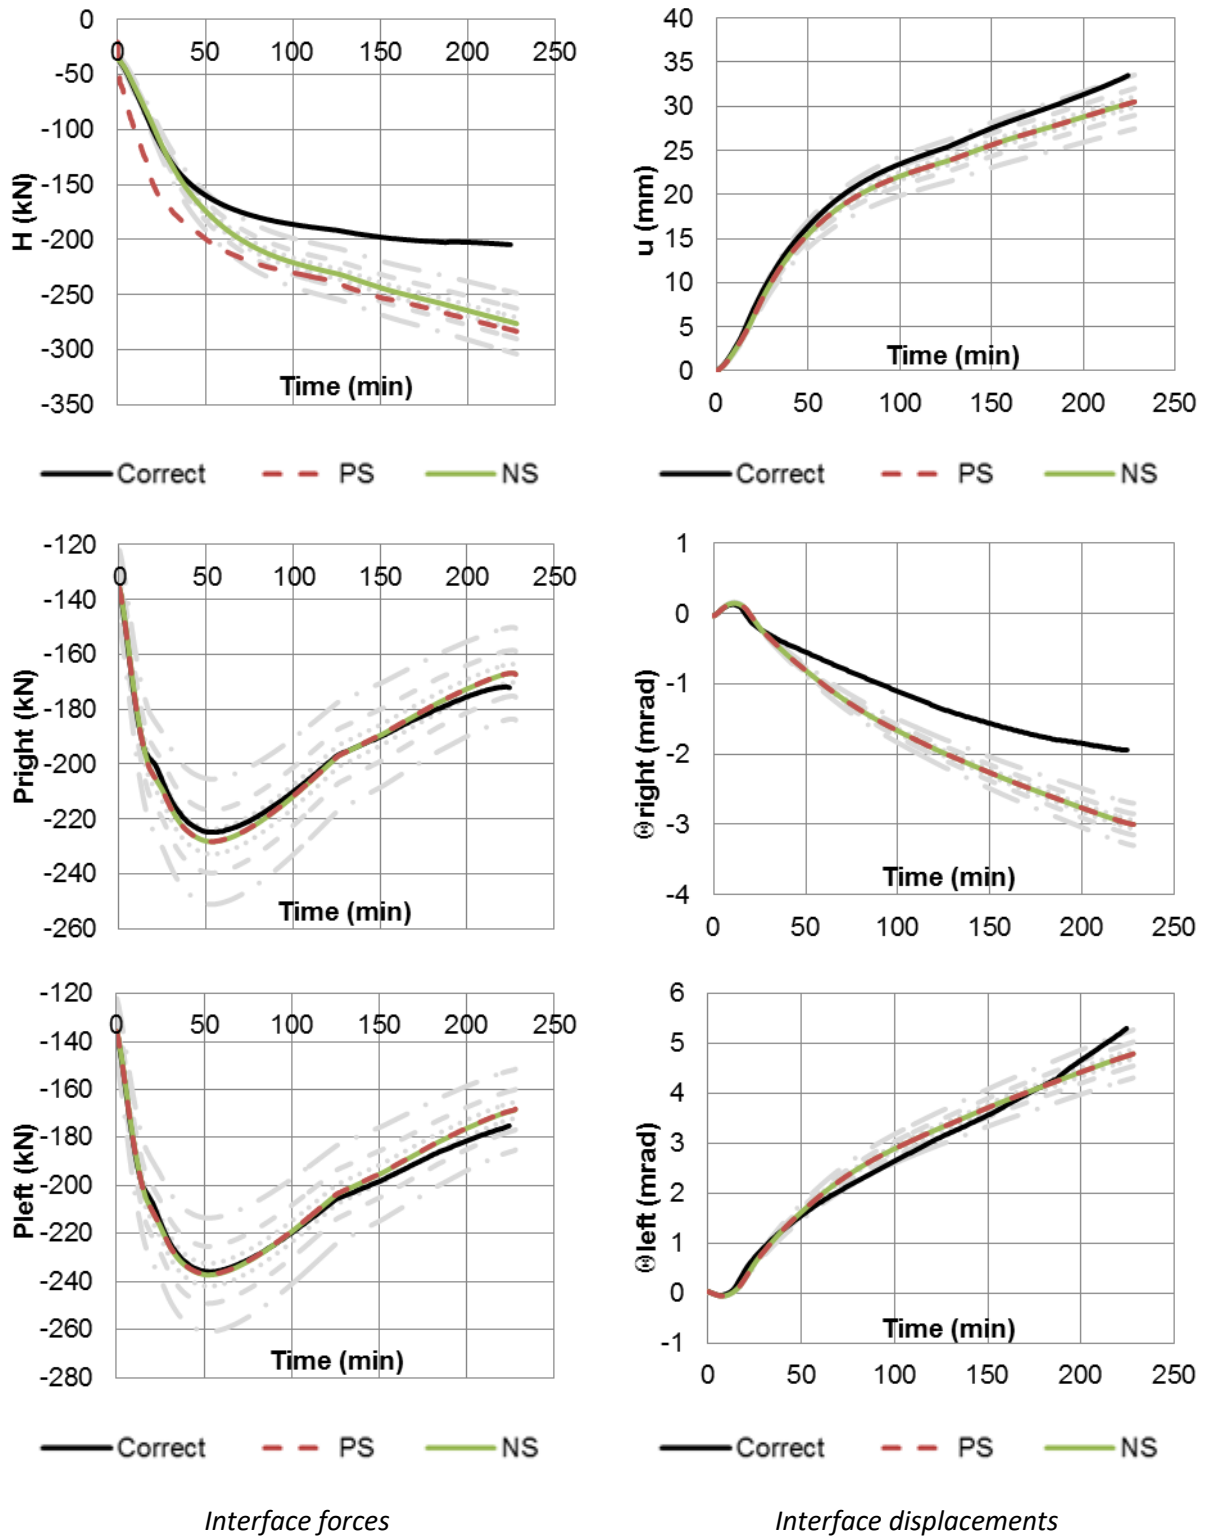 0
0 50 100 150 200 250
-50
-100
-150
-200
-250
-300
-350
H (kN)
Time (min)
Correct PS NS
40
35
30
25
20
15
10
5
0
u (mm)
Time (min)
0 50 100 150 200 250
Correct PS NS
-120
0 50 100 150 200 250
-140
-160
-180
-200
-220
-240
-260
Pright (kN)
Time (min)
1
0
-1
-2
-3
-4
Θright (mrad)
Time (min)
0 50 100 150 200 250
-120
0 50 100 150 200 250
-140
-160
-180
-200
-220
-240
-260
-280
Pleft (kN)
Time (min)
Correct PS NS
6
5
4
3
2
1
0
-1
Θleft (mrad)
Time (min)
0 50 100 150 200 250
Correct PS NS
Interface forces
Interface displacements